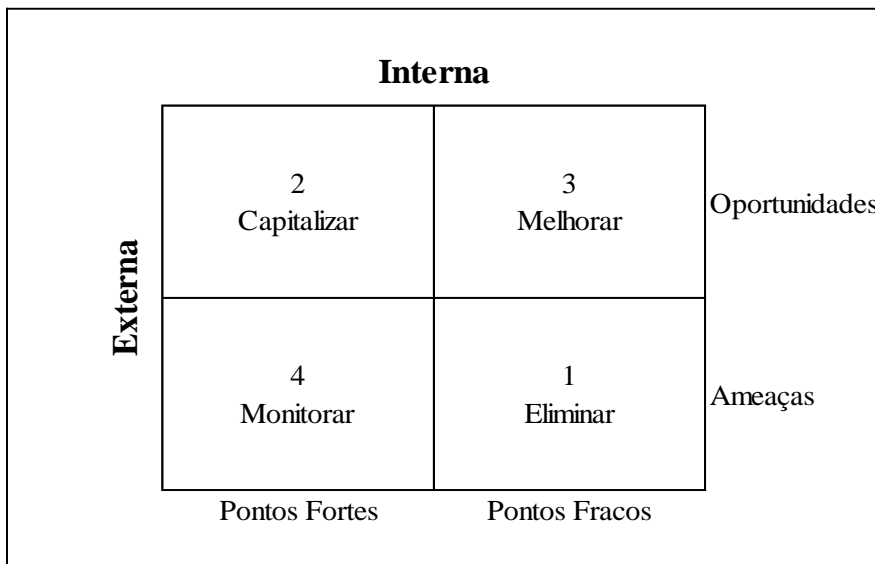 Interna
Externa
2
Capitalizar
3
Melhorar
Oportunidades
4
Monitorar
1
Eliminar
Ameaças
Pontos Fortes
Pontos Fracos